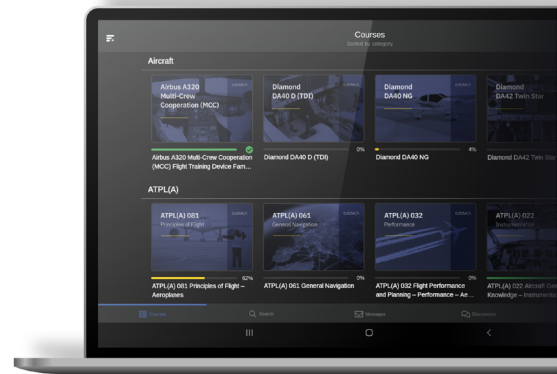 Courses
Sorted by category
Aircraft
Airbus A320
Multi-Crew
Cooperation (MCC)
Diamond
DA40 D (TDI)
Diamond
DA40 NG
Diamond
DA42 Twin Star
0%
4%
Airbus A320 Multi-Crew Cooperation
(MCC) Flight Training Device Fam...
Diamond DA40 D (TDI)
Diamond DA40 NG
Diamond DA42 Twin Star
ATPL(A)
ATPL(A) 081
Principles of Flight
ATPL(A) 061
General Navigation
ATPL(A) 032
Performance
ATPL(A) 022
Instrumentation
62%
0%
0%
ATPL(A) 081 Principles of Flight –
Aeroplanes
ATPL(A) 061 General Navigation
ATPL(A) 032 Flight Performance
and Planning – Performance – Ae...
ATPL(A) 022 Aircraft Gen
Knowledge – Instruments
Courses
Search
Messages
Discussions